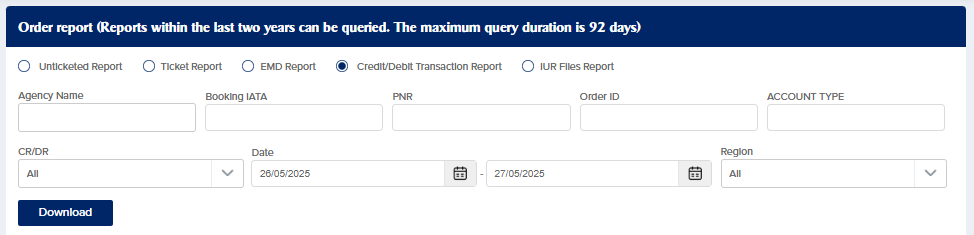 Order report (Reports within the last two years can be queried. The maximum query duration is 92 days)
Unticketed Report Ticket Report EMD Report Credit/Debit Transaction Report IUR Files Report
Agency Name Booking IATA PNR Order ID ACCOUNT TYPE
CR/DR Date Region
All 26/05/2025 - 27/05/2025 All
Download